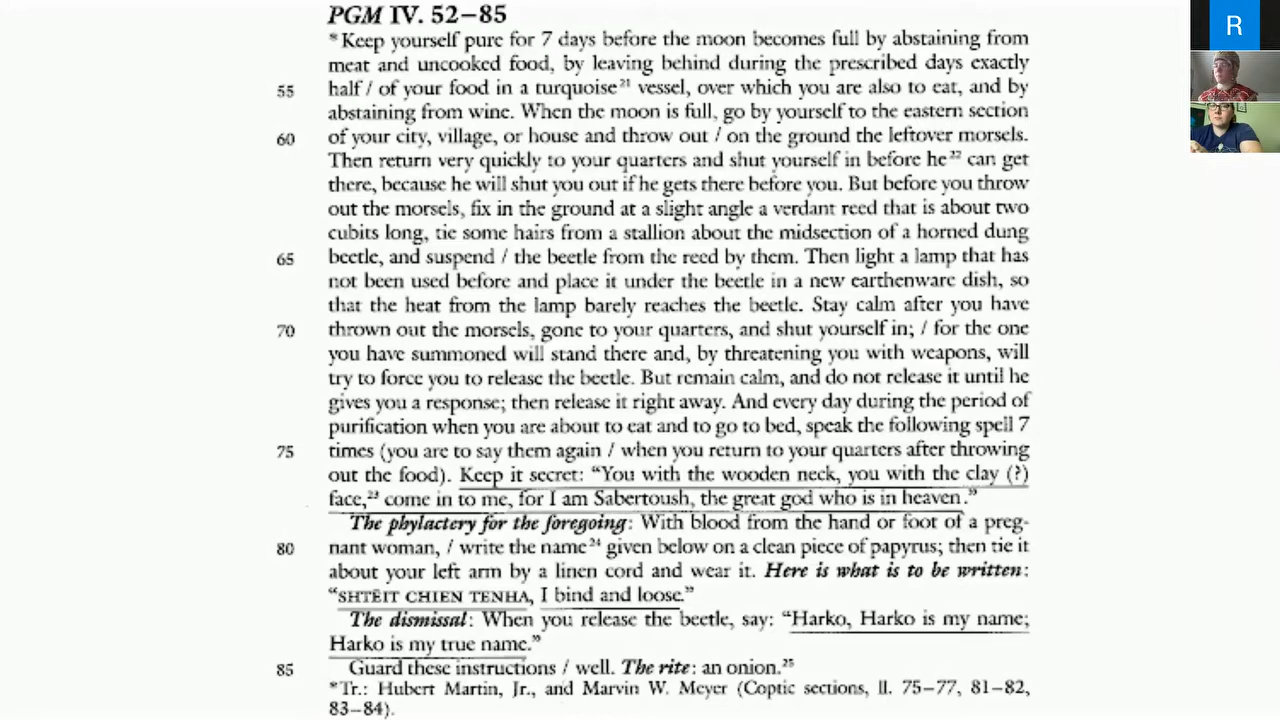 PGM IV. 52–85
*Keep yourself pure for 7 days before the moon becomes full by abstaining from
meat and uncooked food, by leaving behind during the prescribed days exactly
55 half / of your food in a turquoise²¹ vessel, over which you are also to eat, and by
abstaining from wine. When the moon is full, go by yourself to the eastern section
60 of your city, village, or house and throw out / on the ground the leftover morsels.
Then return very quickly to your quarters and shut yourself in before he²² can get
there, because he will shut you out if he gets there before you. But before you throw
out the morsels, fix in the ground at a slight angle a verdant reed that is about two
cubits long, tie some hairs from a stallion about the midsection of a horned dung
65 beetle, and suspend / the beetle from the reed by them. Then light a lamp that has
not been used before and place it under the beetle in a new earthenware dish, so
that the heat from the lamp barely reaches the beetle. Stay calm after you have
70 thrown out the morsels, gone to your quarters, and shut yourself in; / for the one
you have summoned will stand there and, by threatening you with weapons, will
try to force you to release the beetle. But remain calm, and do not release it until he
gives you a response; then release it right away. And every day during the period of
purification when you are about to eat and to go to bed, speak the following spell 7
75 times (you are to say them again / when you return to your quarters after throwing
out the food). Keep it secret: “You with the wooden neck, you with the clay (?)
face,²³ come in to me, for I am Sabertoush, the great god who is in heaven.”
The phylactery for the foregoing: With blood from the hand or foot of a preg-
80 nant woman, / write the name²⁴ given below on a clean piece of papyrus; then tie it
about your left arm by a linen cord and wear it. Here is what is to be written:
“SHTĒIT CHIEN TENHA, I bind and loose.”
The dismissal: When you release the beetle, say: “Harko, Harko is my name;
Harko is my true name.”
85 Guard these instructions / well. The rite: an onion.²⁵
*Tr.: Hubert Martin, Jr., and Marvin W. Meyer (Coptic sections, ll. 75–77, 81–82,
83–84).
R